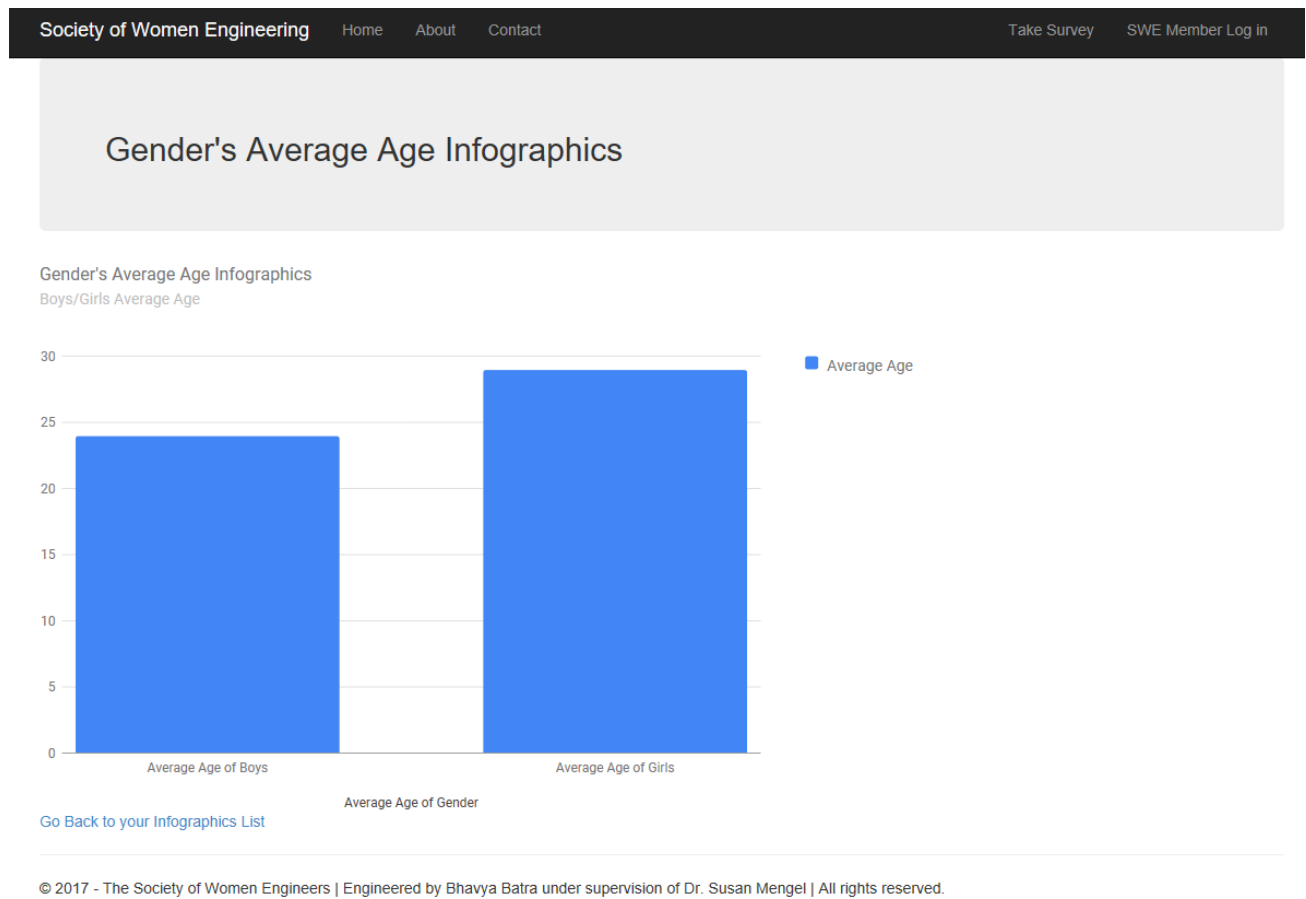 Society of Women Engineering Home About Contact Take Survey SWE Member Log in
Gender's Average Age Infographics
Gender's Average Age Infographics
Boys/Girls Average Age
30
Average Age
25
20
15
10
5
0
Average Age of Boys Average Age of Girls
Average Age of Gender
Go Back to your Infographics List
© 2017 - The Society of Women Engineers | Engineered by Bhavya Batra under supervision of Dr. Susan Mengel | All rights reserved.